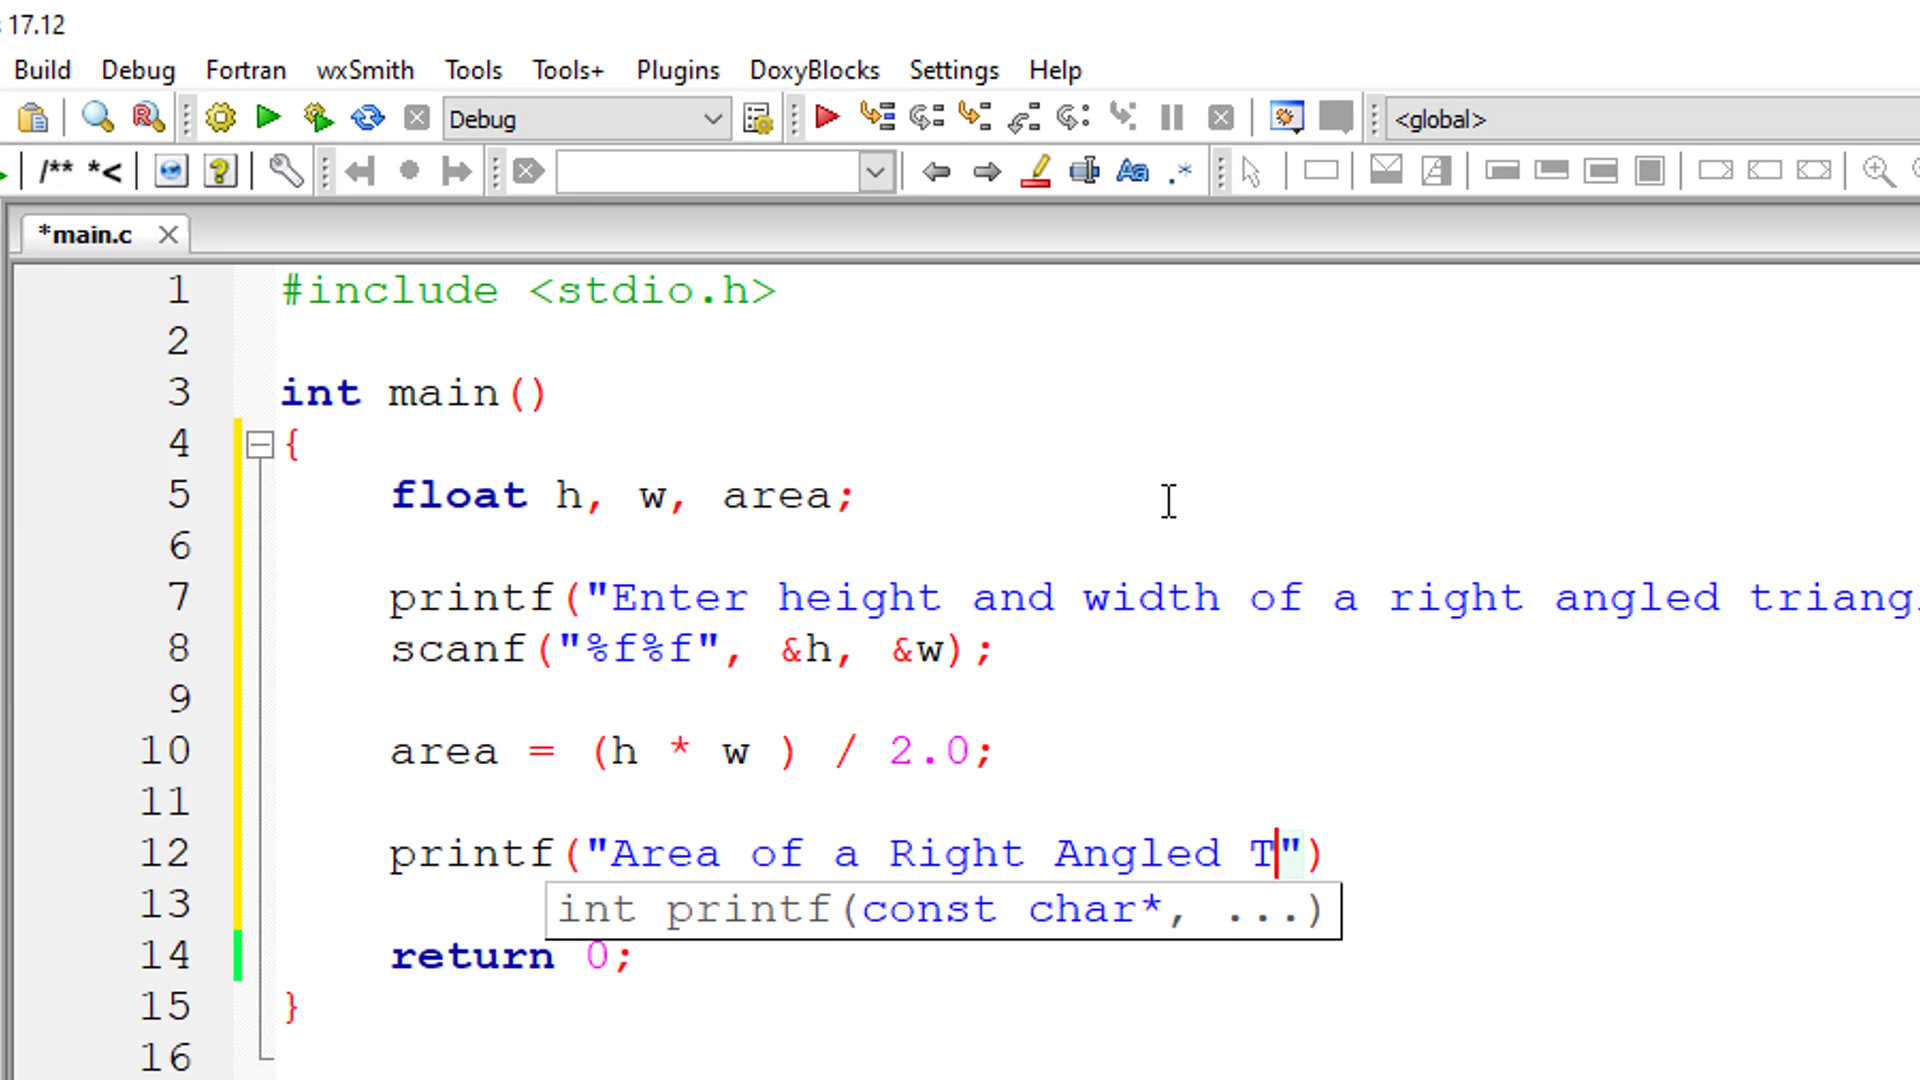 17.12
Build Debug Fortran wxSmith Tools Tools+ Plugins DoxyBlocks Settings Help
Debug <global>
/** *<
*main.c
1 #include <stdio.h>
2
3 int main()
4 {
5 float h, w, area;
6
7 printf("Enter height and width of a right angled triang
8 scanf("%f%f", &h, &w);
9
10 area = (h * w ) / 2.0;
11
12 printf("Area of a Right Angled T")
int printf(const char*, ...)
13
14 return 0;
15 }
16